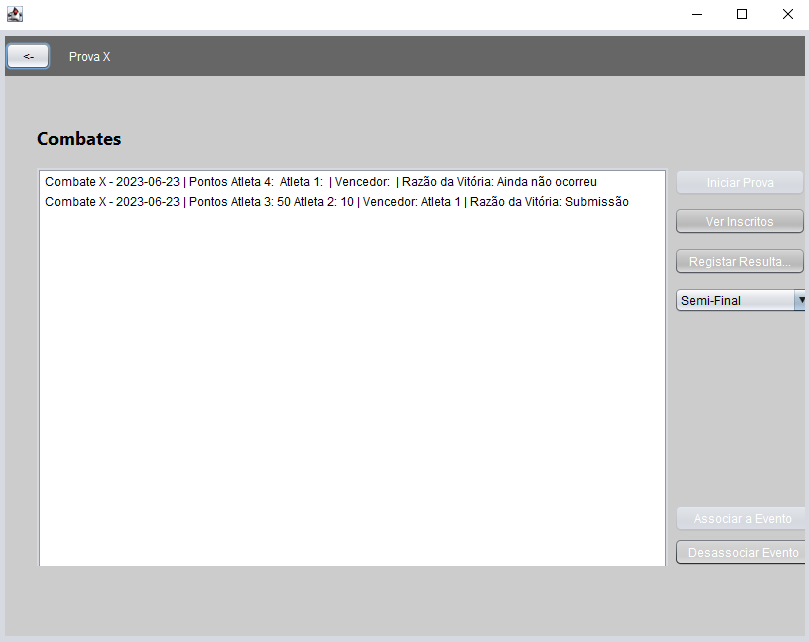 <-
Prova X
Combates
Combate X - 2023-06-23 | Pontos Atleta 4:  Atleta 1:  | Vencedor:  | Razão da Vitória: Ainda não ocorreu
Combate X - 2023-06-23 | Pontos Atleta 3: 50 Atleta 2: 10 | Vencedor: Atleta 1 | Razão da Vitória: Submissão
Iniciar Prova
Ver Inscritos
Registar Resulta...
Semi-Final
Associar a Evento
Desassociar Evento